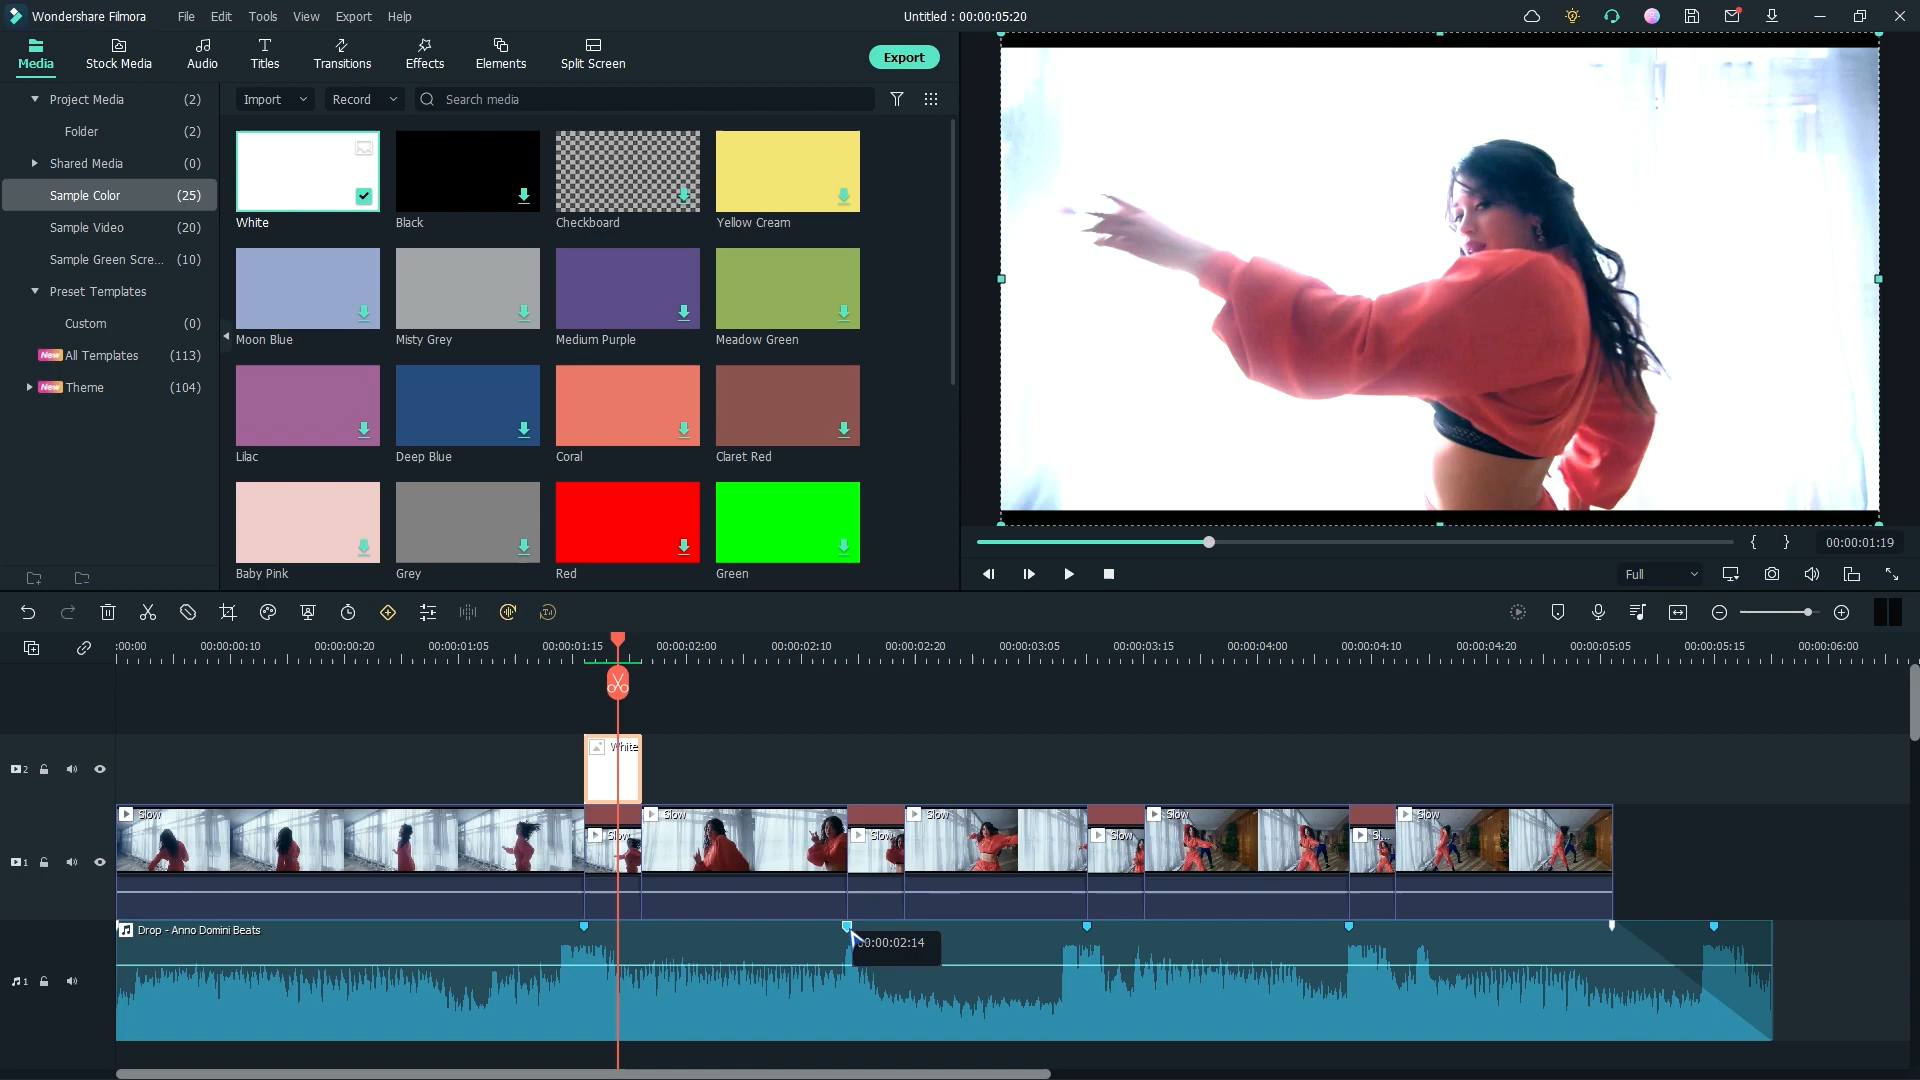 Wondershare Filmora File Edit Tools View Export Help Untitled : 00:00:05:20
Media Stock Media Audio Titles Transitions Effects Elements Split Screen Export
Project Media (2)
Folder (2)
Shared Media (0)
Sample Color (25)
Sample Video (20)
Sample Green Scre... (10)
Preset Templates
Custom (0)
New All Templates (113)
New Theme (104)
Import Record Search media
White Black Checkboard Yellow Cream
Moon Blue Misty Grey Medium Purple Meadow Green
Lilac Deep Blue Coral Claret Red
Baby Pink Grey Red Green
{ } 00:00:01:19
Full
:00:00 00:00:00:10 00:00:00:20 00:00:01:05 00:00:01:15 00:00:02:00 00:00:02:10 00:00:02:20 00:00:03:05 00:00:03:15 00:00:04:00 00:00:04:10 00:00:04:20 00:00:05:05 00:00:05:15 00:00:06:00
White
2
Slow Slow Slow Slow Slow Slow Slow Sl... Slow
1
Drop - Anno Domini Beats
00:00:02:14
1